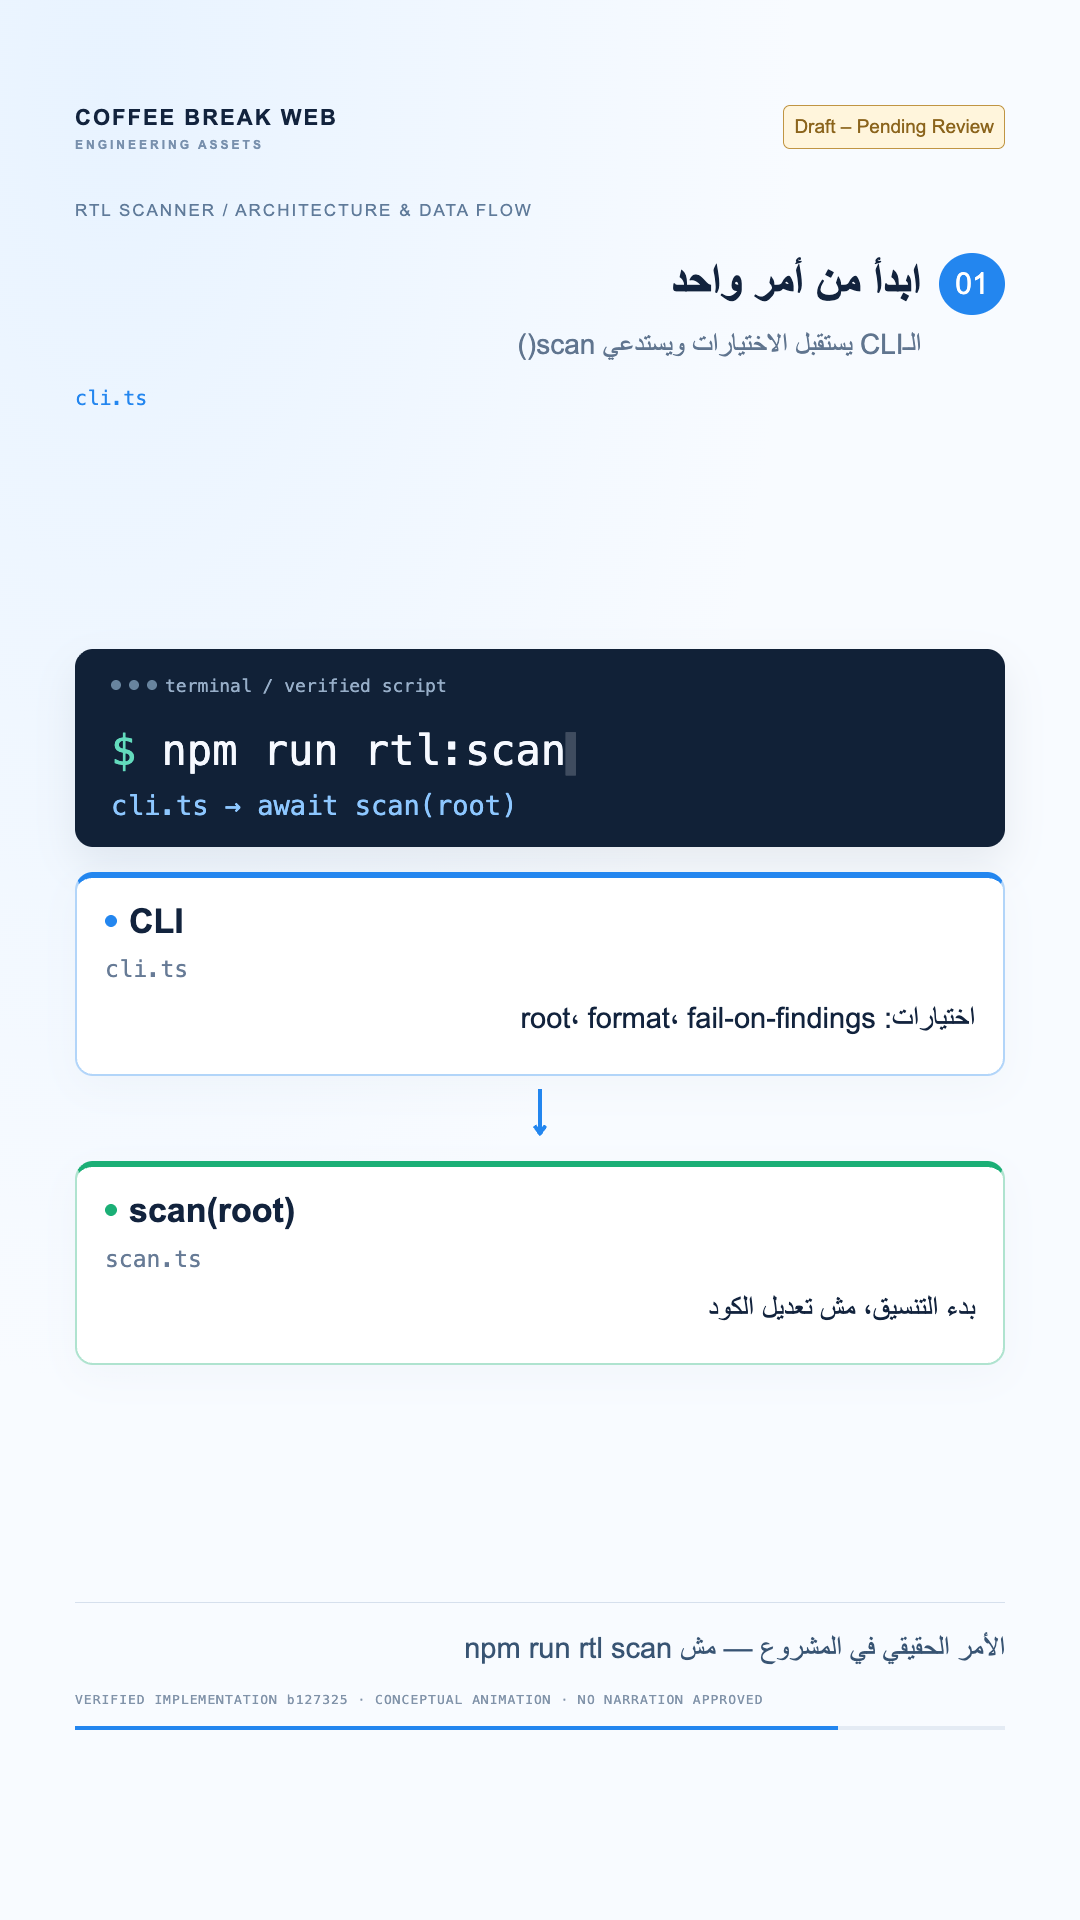 COFFEE BREAK WEB
ENGINEERING ASSETS
Draft – Pending Review
RTL SCANNER / ARCHITECTURE & DATA FLOW
01
ابدأ من أمر واحد
الـCLI يستقبل الاختيارات ويستدعي scan()
cli.ts
terminal / verified script
$ npm run rtl:scan
cli.ts → await scan(root)
CLI
cli.ts
اختيارات: root، format، fail-on-findings
scan(root)
scan.ts
بدء التنسيق، مش تعديل الكود
الأمر الحقيقي في المشروع — مش npm run rtl scan
VERIFIED IMPLEMENTATION b127325 · CONCEPTUAL ANIMATION · NO NARRATION APPROVED